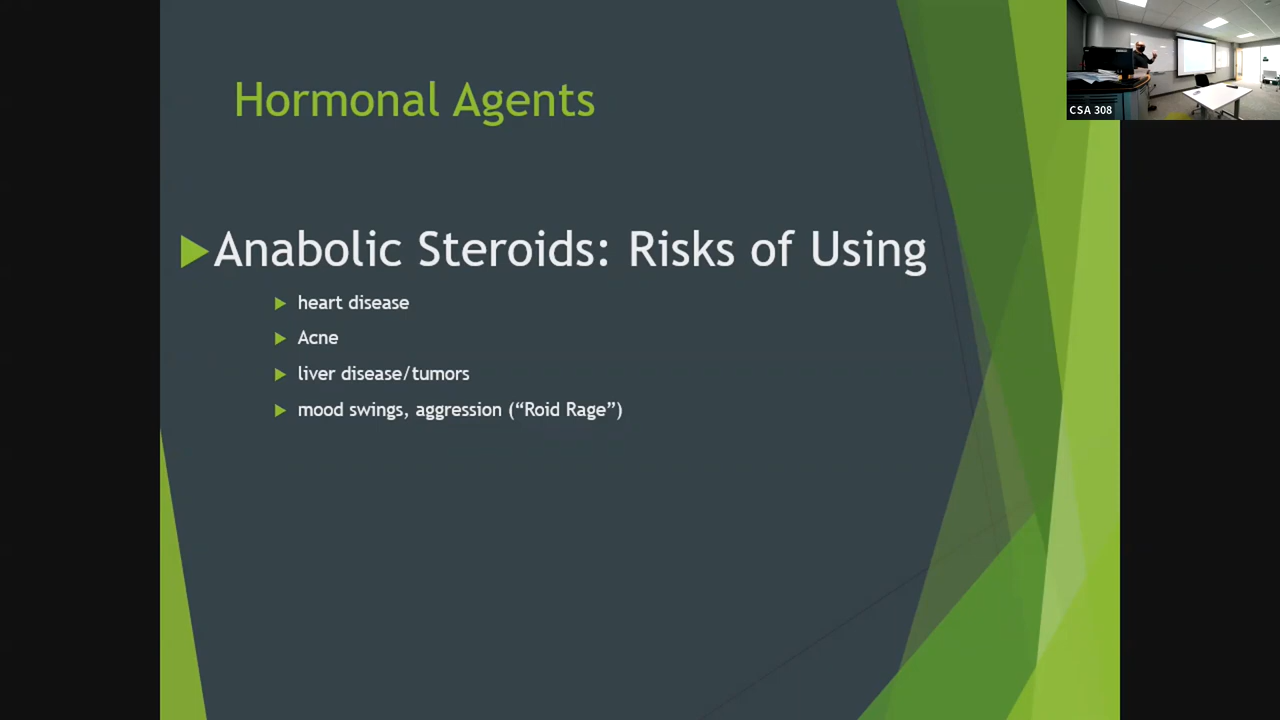 Hormonal Agents
CSA 308
Anabolic Steroids: Risks of Using
heart disease
Acne
liver disease/tumors
mood swings, aggression (“Roid Rage”)